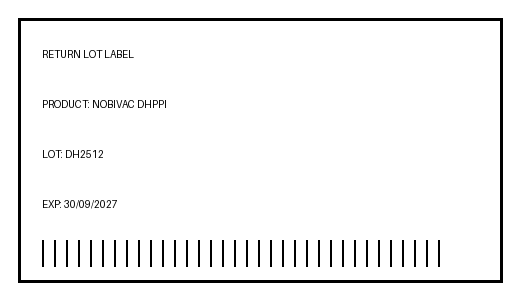 RETURN LOT LABEL
PRODUCT: NOBIVAC DHPPI
LOT: DH2512
EXP: 30/09/2027